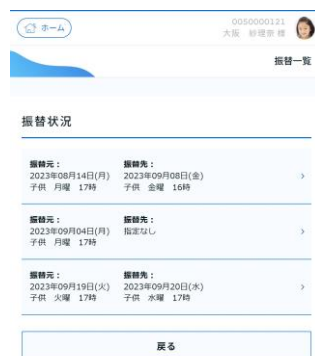 ホーム
0050000121
大阪 紗理奈 様
振替一覧
振替状況
振替元： 振替先：
2023年08月14日(月) 2023年09月08日(金)
子供 月曜 17時 子供 金曜 16時
振替元： 振替先：
2023年09月04日(月) 指定なし
子供 月曜 17時
振替元： 振替先：
2023年09月19日(火) 2023年09月20日(水)
子供 火曜 17時 子供 水曜 17時
戻る